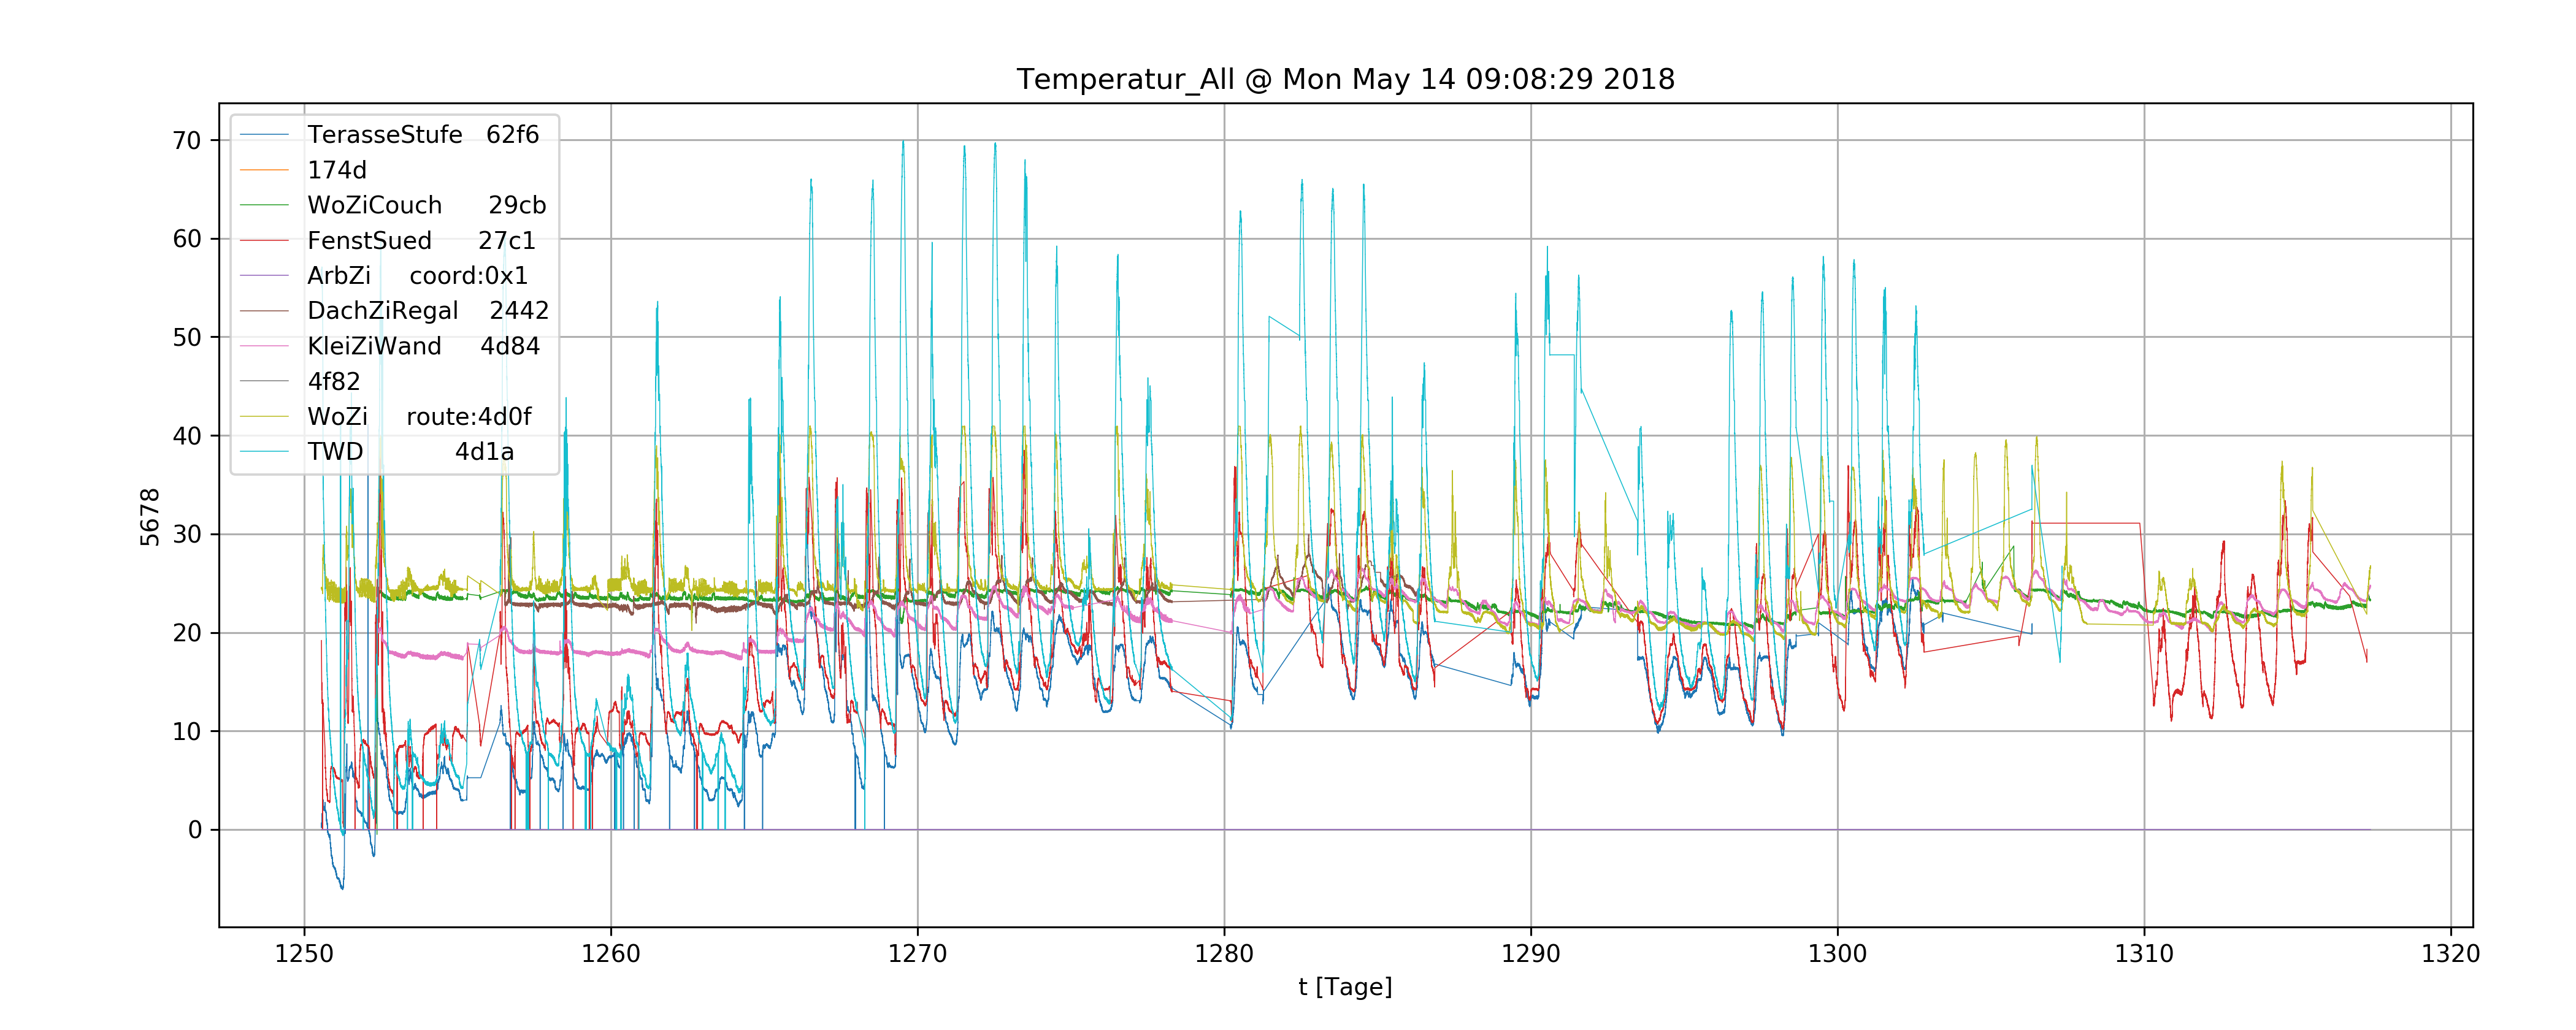 Temperatur_All @ Mon May 14 09:08:29 2018
70
60
50
40
30
20
10
0
5678
TerasseStufe 62f6
174d
WoZiCouch 29cb
FenstSued 27c1
ArbZi coord:0x1
DachZiRegal 2442
KleiZiWand 4d84
4f82
WoZi route:4d0f
TWD 4d1a
1250 1260 1270 1280 1290 1300 1310 1320
t [Tage]